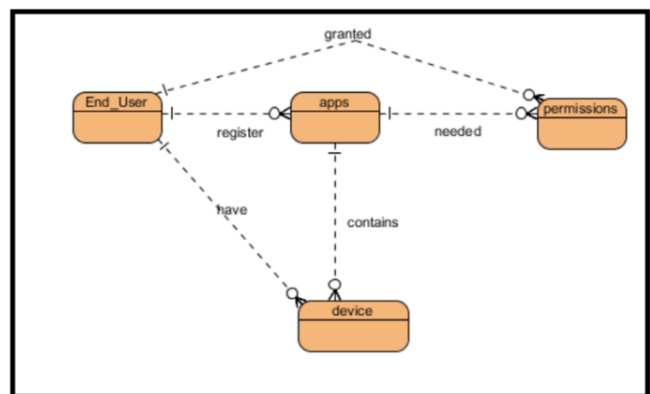 granted
End_User
apps
permissions
register
needed
have
contains
device